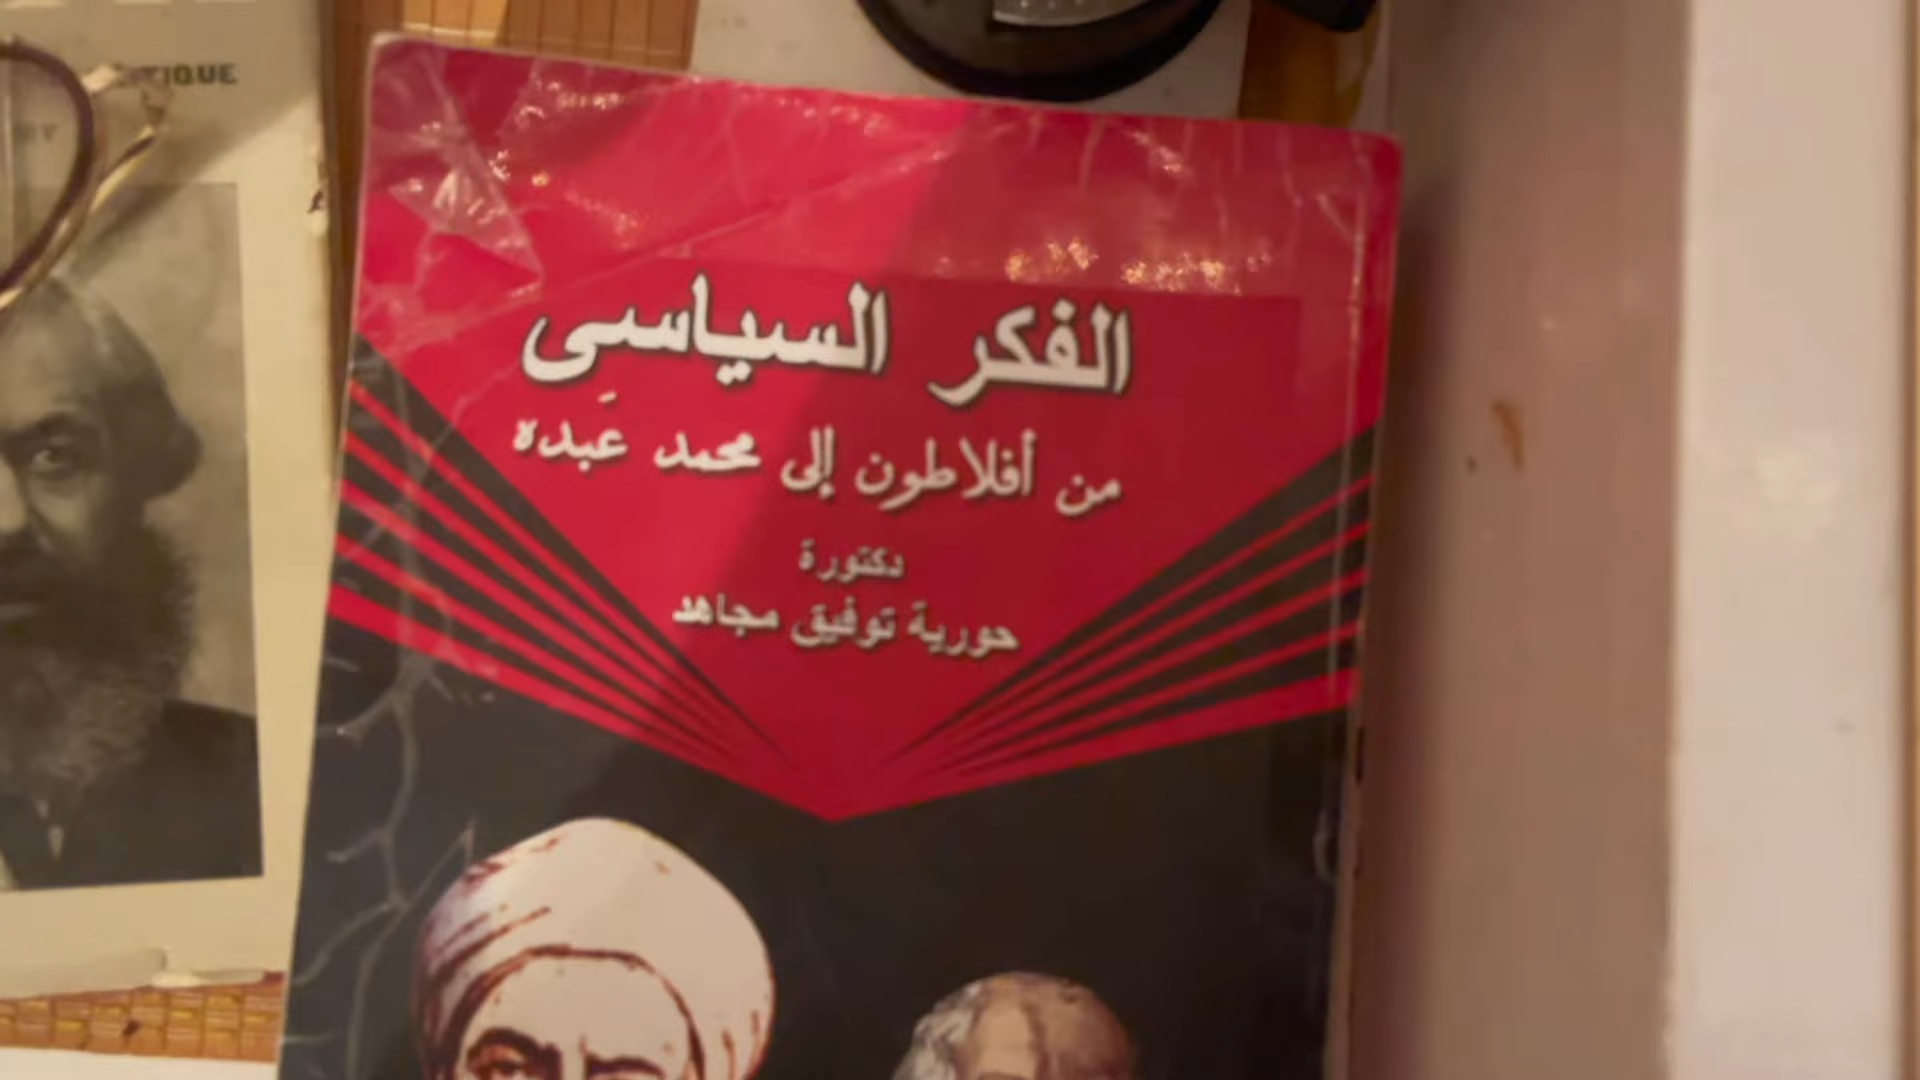 الفكر السياسى
من أفلاطون إلى محمد عبده
دكتورة
حورية توفيق مجاهد